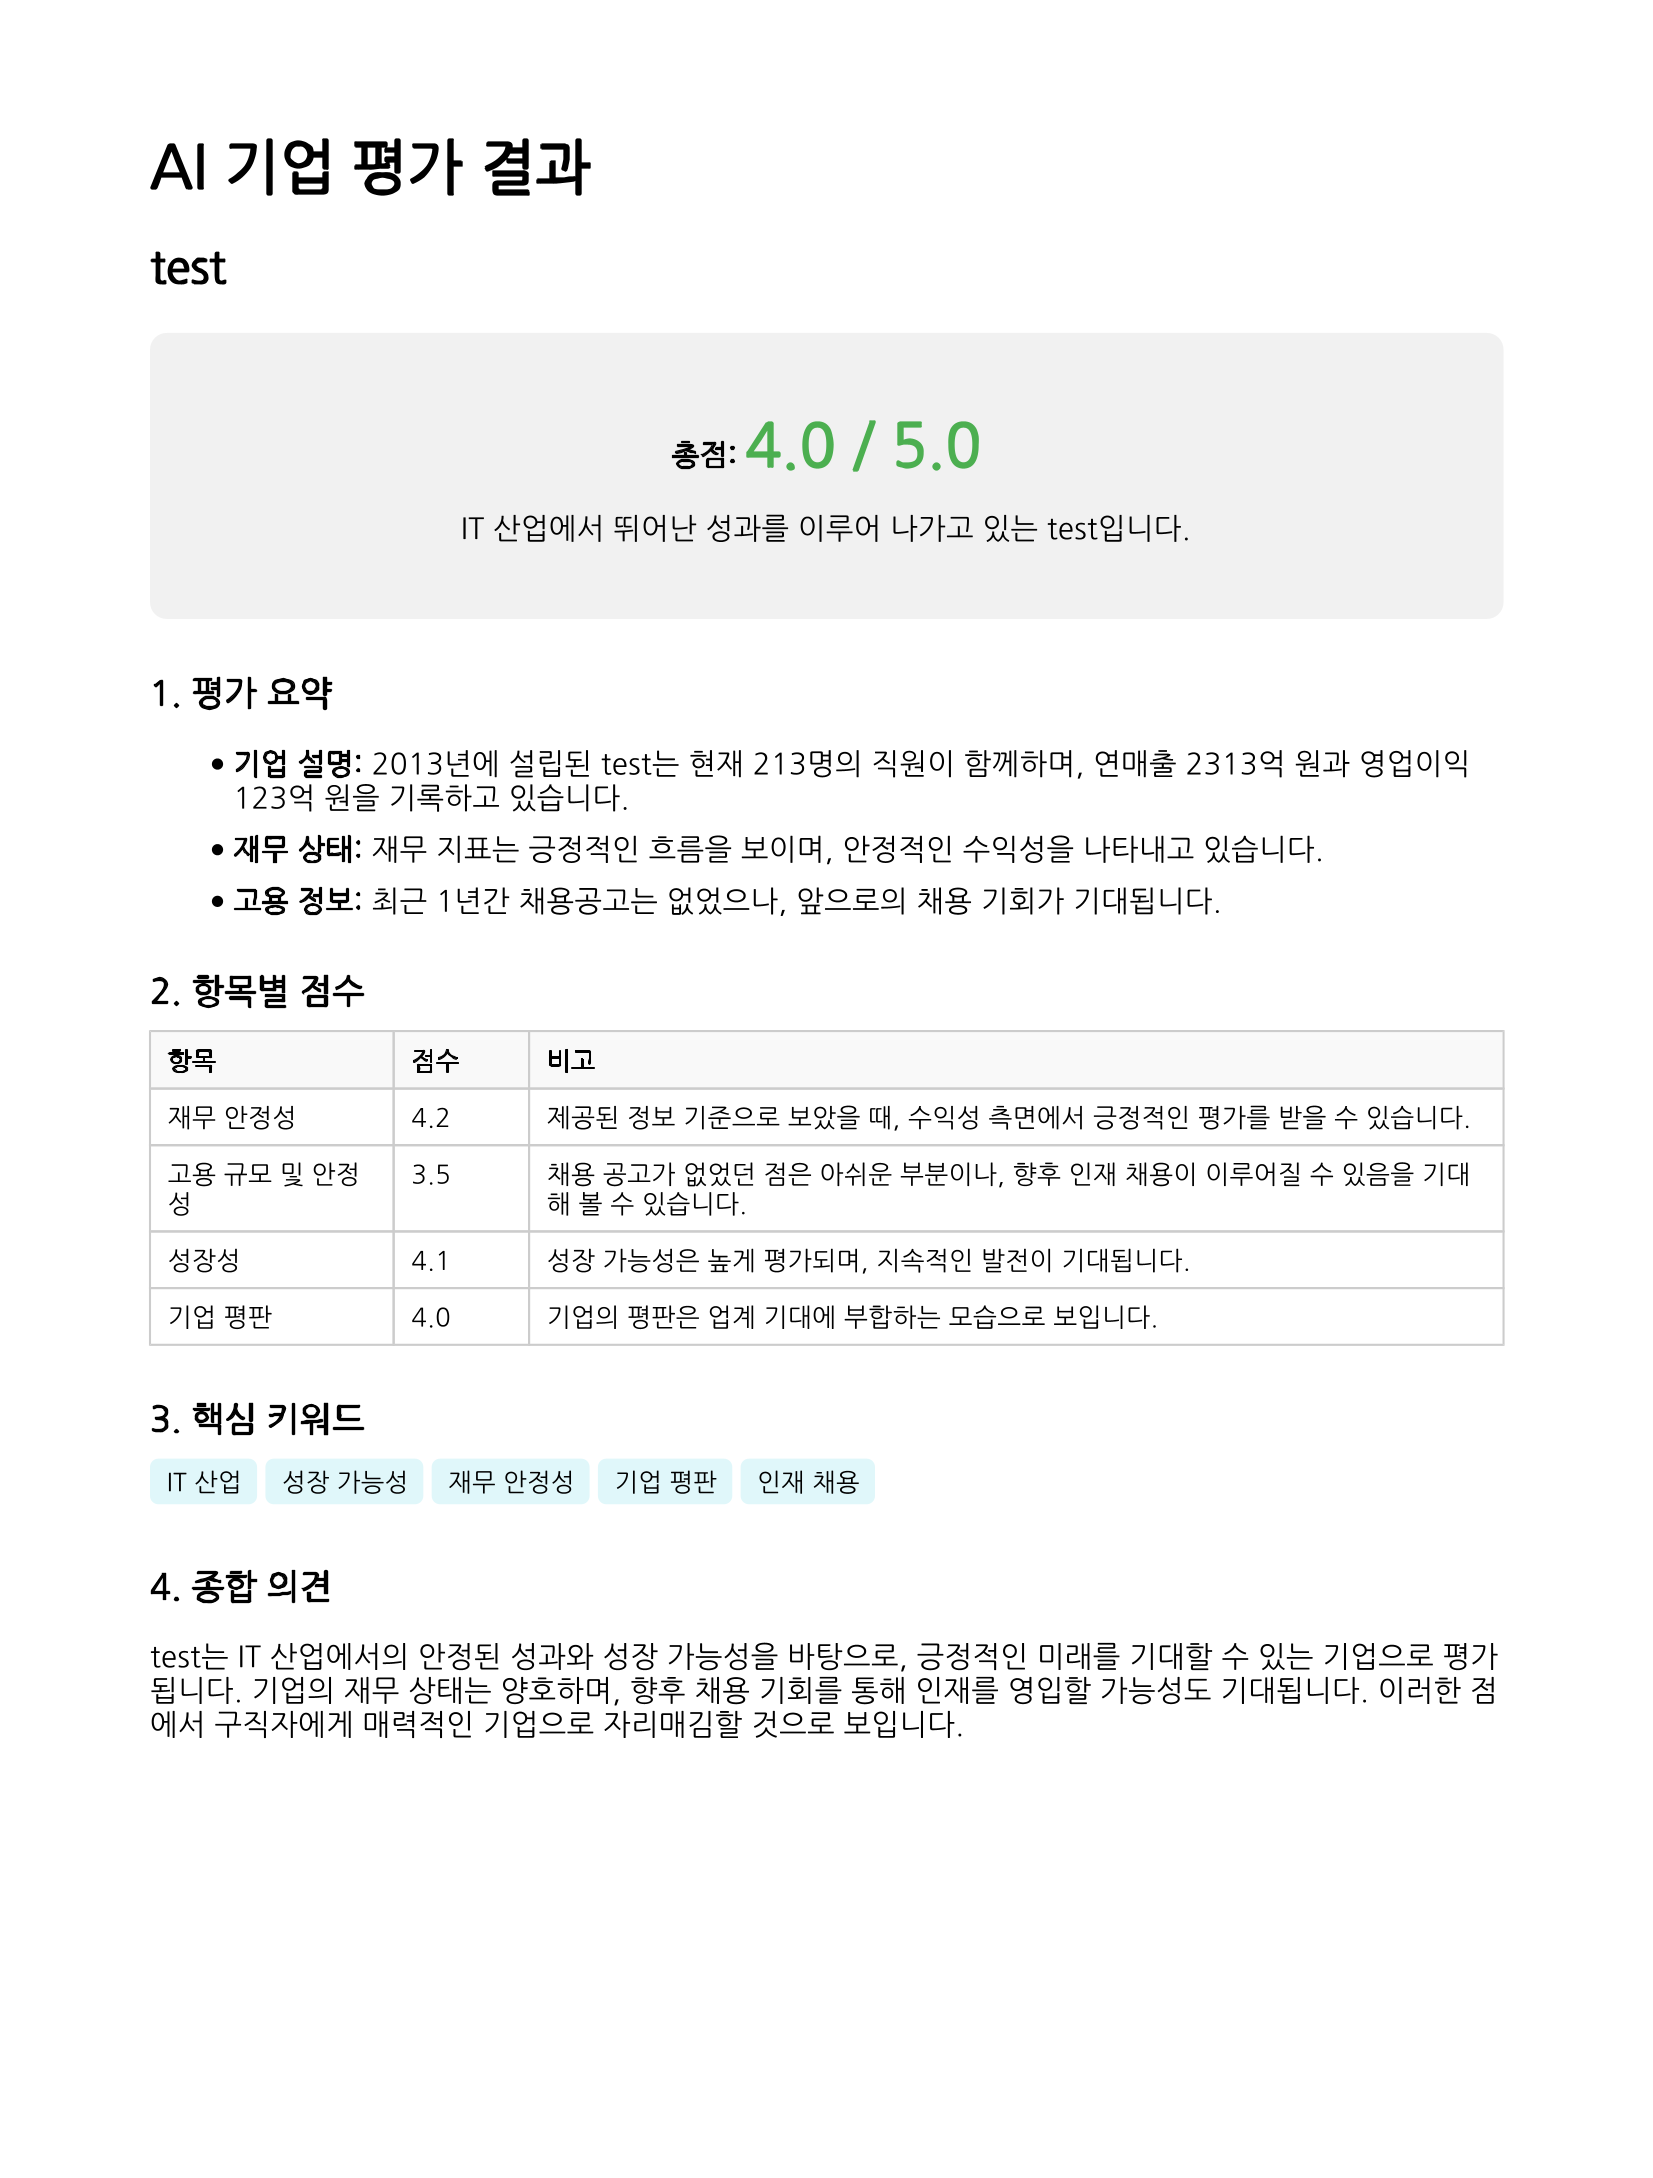 AI 기업 평가 결과
test
총점: 4.0 / 5.0
IT 산업에서 뛰어난 성과를 이루어 나가고 있는 test입니다.
1. 평가 요약
• 기업 설명: 2013년에 설립된 test는 현재 213명의 직원이 함께하며, 연매출 2313억 원과 영업이익
123억 원을 기록하고 있습니다.
• 재무 상태: 재무 지표는 긍정적인 흐름을 보이며, 안정적인 수익성을 나타내고 있습니다.
• 고용 정보: 최근 1년간 채용공고는 없었으나, 앞으로의 채용 기회가 기대됩니다.
2. 항목별 점수
항목 점수 비고
재무 안정성 4.2 제공된 정보 기준으로 보았을 때, 수익성 측면에서 긍정적인 평가를 받을 수 있습니다.
고용 규모 및 안정 3.5 채용 공고가 없었던 점은 아쉬운 부분이나, 향후 인재 채용이 이루어질 수 있음을 기대
성 해 볼 수 있습니다.
성장성 4.1 성장 가능성은 높게 평가되며, 지속적인 발전이 기대됩니다.
기업 평판 4.0 기업의 평판은 업계 기대에 부합하는 모습으로 보입니다.
3. 핵심 키워드
IT 산업 성장 가능성 재무 안정성 기업 평판 인재 채용
4. 종합 의견
test는 IT 산업에서의 안정된 성과와 성장 가능성을 바탕으로, 긍정적인 미래를 기대할 수 있는 기업으로 평가
됩니다. 기업의 재무 상태는 양호하며, 향후 채용 기회를 통해 인재를 영입할 가능성도 기대됩니다. 이러한 점
에서 구직자에게 매력적인 기업으로 자리매김할 것으로 보입니다.